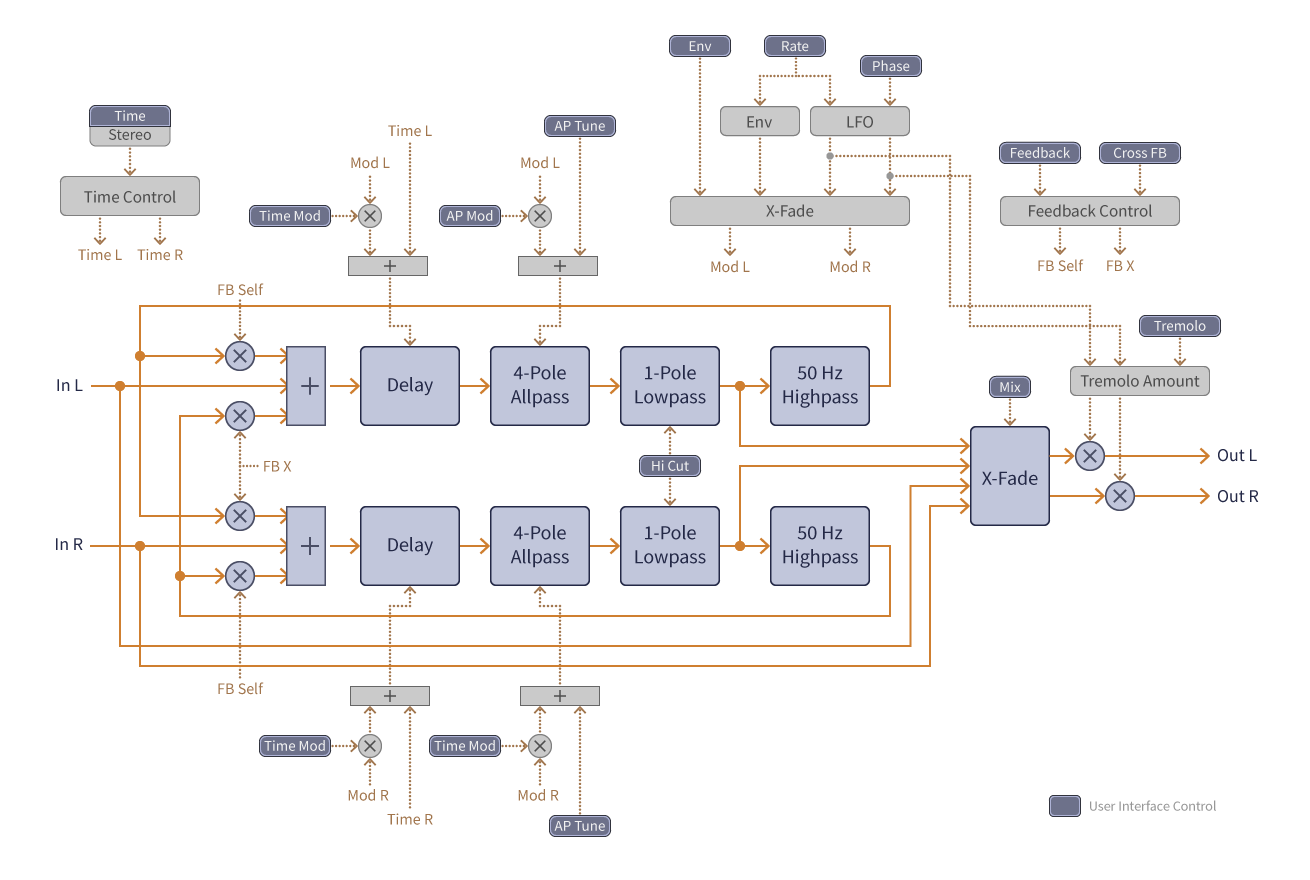 Env
Rate
Phase
Time
Stereo
Time L
AP Tune
Env
LFO
Mod L
Mod L
Feedback
Cross FB
Time Control
Time Mod
×
AP Mod
×
X-Fade
Feedback Control
Time L
Time R
+
+
Mod L
Mod R
FB Self
FB X
FB Self
Tremolo
×
In L
+
Delay
4-Pole
Allpass
1-Pole
Lowpass
50 Hz
Highpass
Mix
Tremolo Amount
×
FB X
Hi Cut
X-Fade
×
Out L
×
Out R
×
In R
+
Delay
4-Pole
Allpass
1-Pole
Lowpass
50 Hz
Highpass
×
FB Self
+
+
Time Mod
×
Time Mod
×
Mod R
Mod R
Time R
AP Tune
User Interface Control